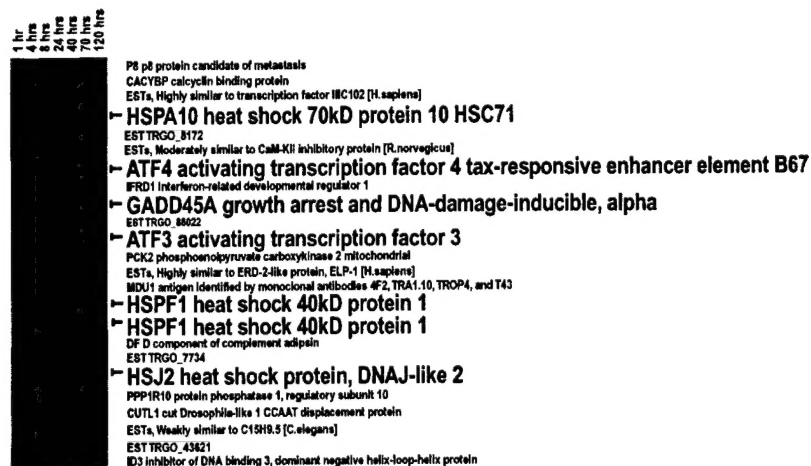 1 hr
4 hrs
8 hrs
24 hrs
40 hrs
70 hrs
120 hrs
P8 p8 protein candidate of metastasis
CACYBP calcyclin binding protein
ESTs, Highly similar to transcription factor IIIC102 [H.sapiens]
HSPA10 heat shock 70kD protein 10 HSC71
EST TRGO_8172
ESTs, Moderately similar to CaM-KII inhibitory protein [R.norvegicus]
ATF4 activating transcription factor 4 tax-responsive enhancer element B67
IFRD1 Interferon-related developmental regulator 1
GADD45A growth arrest and DNA-damage-inducible, alpha
EST TRGO_88022
ATF3 activating transcription factor 3
PCK2 phosphoenolpyruvate carboxykinase 2 mitochondrial
ESTs, Highly similar to ERD-2-like protein, ELP-1 [H.sapiens]
MDU1 antigen identified by monoclonal antibodies 4F2, TRA1.10, TROP4, and T43
HSPF1 heat shock 40kD protein 1
HSPF1 heat shock 40kD protein 1
DF D component of complement adipsin
EST TRGO_7734
HSJ2 heat shock protein, DNAJ-like 2
PPP1R10 protein phosphatase 1, regulatory subunit 10
CUTL1 cut Drosophila-like 1 CCAAT displacement protein
ESTs, Weakly similar to C15H9.5 [C.elegans]
EST TRGO_43621
ID3 inhibitor of DNA binding 3, dominant negative helix-loop-helix protein